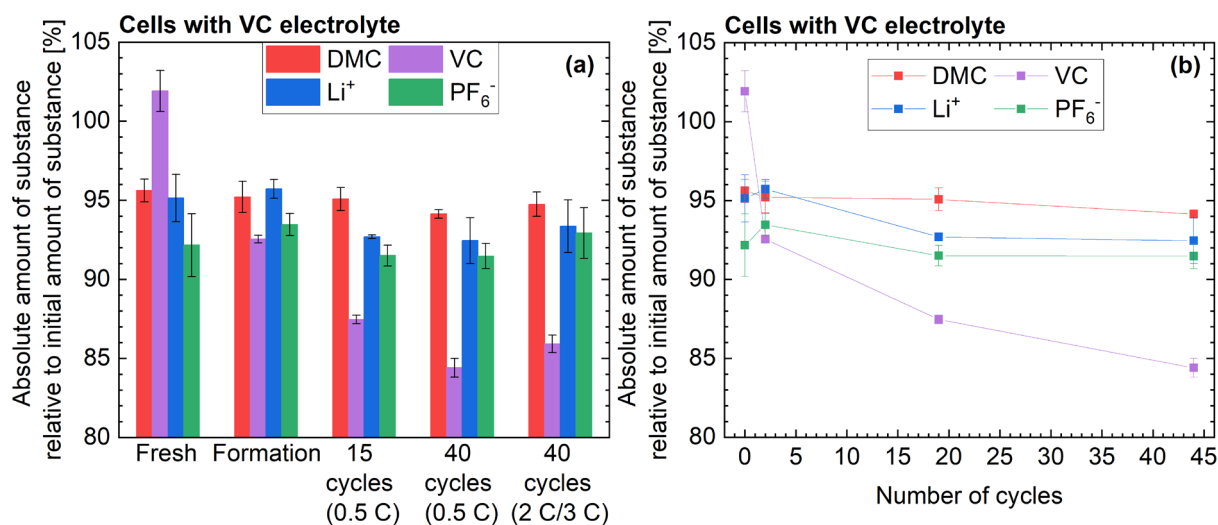 Cells with VC electrolyte
(a)
DMC
VC
Li⁺
PF₆⁻
Absolute amount of substance
relative to initial amount of substance [%]
105
100
95
90
85
80
Fresh
Formation
15
cycles
(0.5 C)
40
cycles
(0.5 C)
40
cycles
(2 C/3 C)
Cells with VC electrolyte
(b)
DMC
VC
Li⁺
PF₆⁻
Absolute amount of substance
relative to initial amount of substance [%]
105
100
95
90
85
80
0 5 10 15 20 25 30 35 40 45
Number of cycles